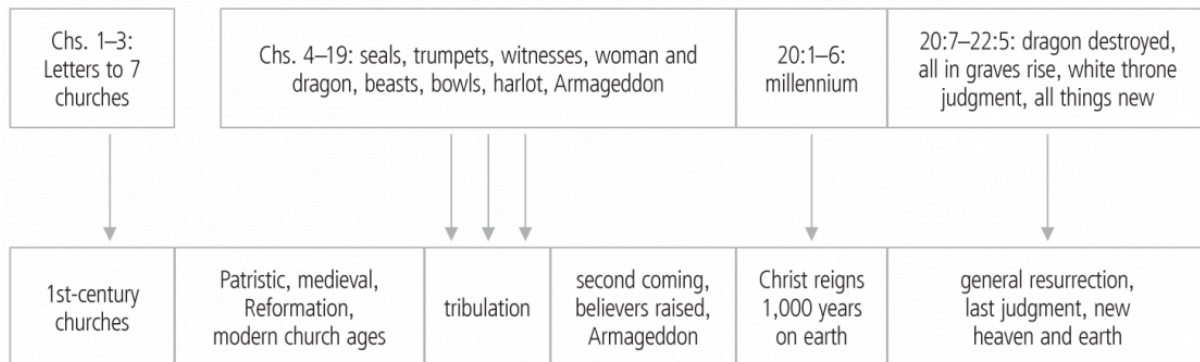 Chs. 1–3:
Letters to 7
churches
Chs. 4–19: seals, trumpets, witnesses, woman and
dragon, beasts, bowls, harlot, Armageddon
20:1–6:
millennium
20:7–22:5: dragon destroyed,
all in graves rise, white throne
judgment, all things new
1st-century
churches
Patristic, medieval,
Reformation,
modern church ages
tribulation
second coming,
believers raised,
Armageddon
Christ reigns
1,000 years
on earth
general resurrection,
last judgment, new
heaven and earth